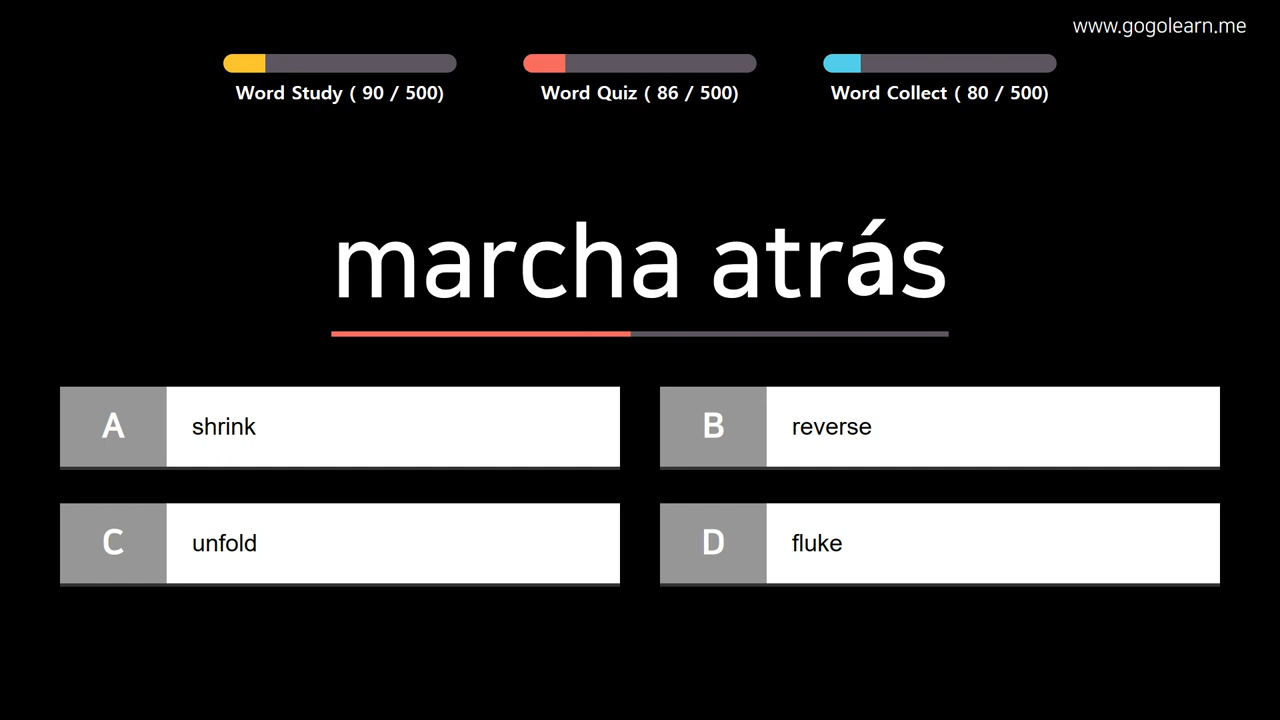 www.gogolearn.me
Word Study ( 90 / 500)
Word Quiz ( 86 / 500)
Word Collect ( 80 / 500)
marcha atrás
A shrink
B reverse
C unfold
D fluke